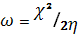 ω = χ²/2η